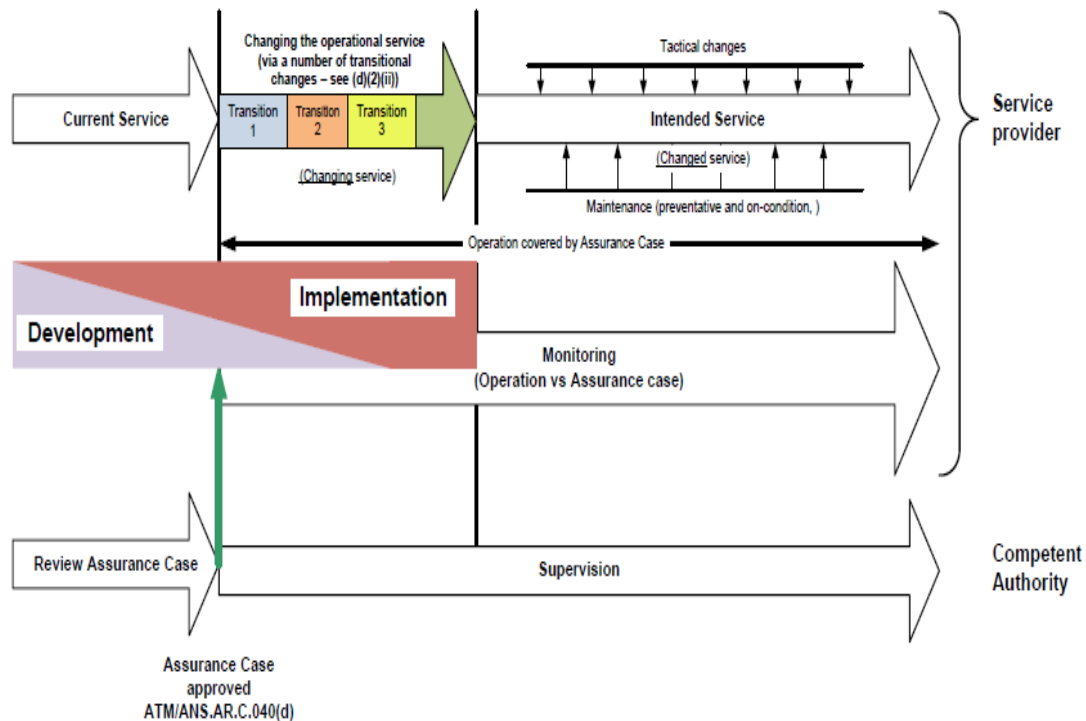 Changing the operational service
(via a number of transitional
changes – see (d)(2)(ii))
Tactical changes
Current Service
Transition
1
Transition
2
Transition
3
Intended Service
Service
provider
(Changing service)
(Changed service)
Maintenance (preventative and on-condition, )
Operation covered by Assurance Case
Implementation
Development
Monitoring
(Operation vs Assurance case)
Review Assurance Case
Supervision
Competent
Authority
Assurance Case
approved
ATM/ANS.AR.C.040(d)